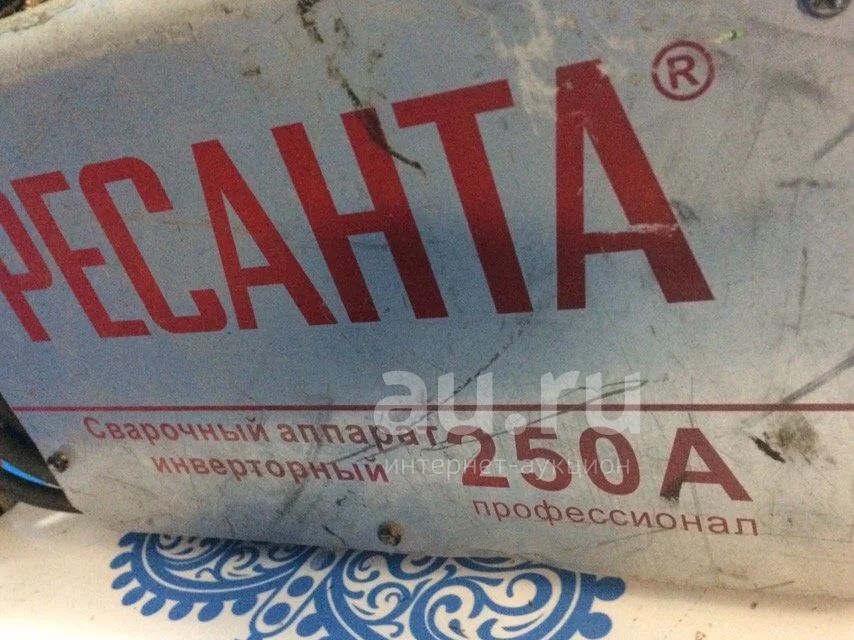 РЕСАНТА®
au.ru
интернет-аукцион
Сварочный аппарат
инверторный
250А
профессионал